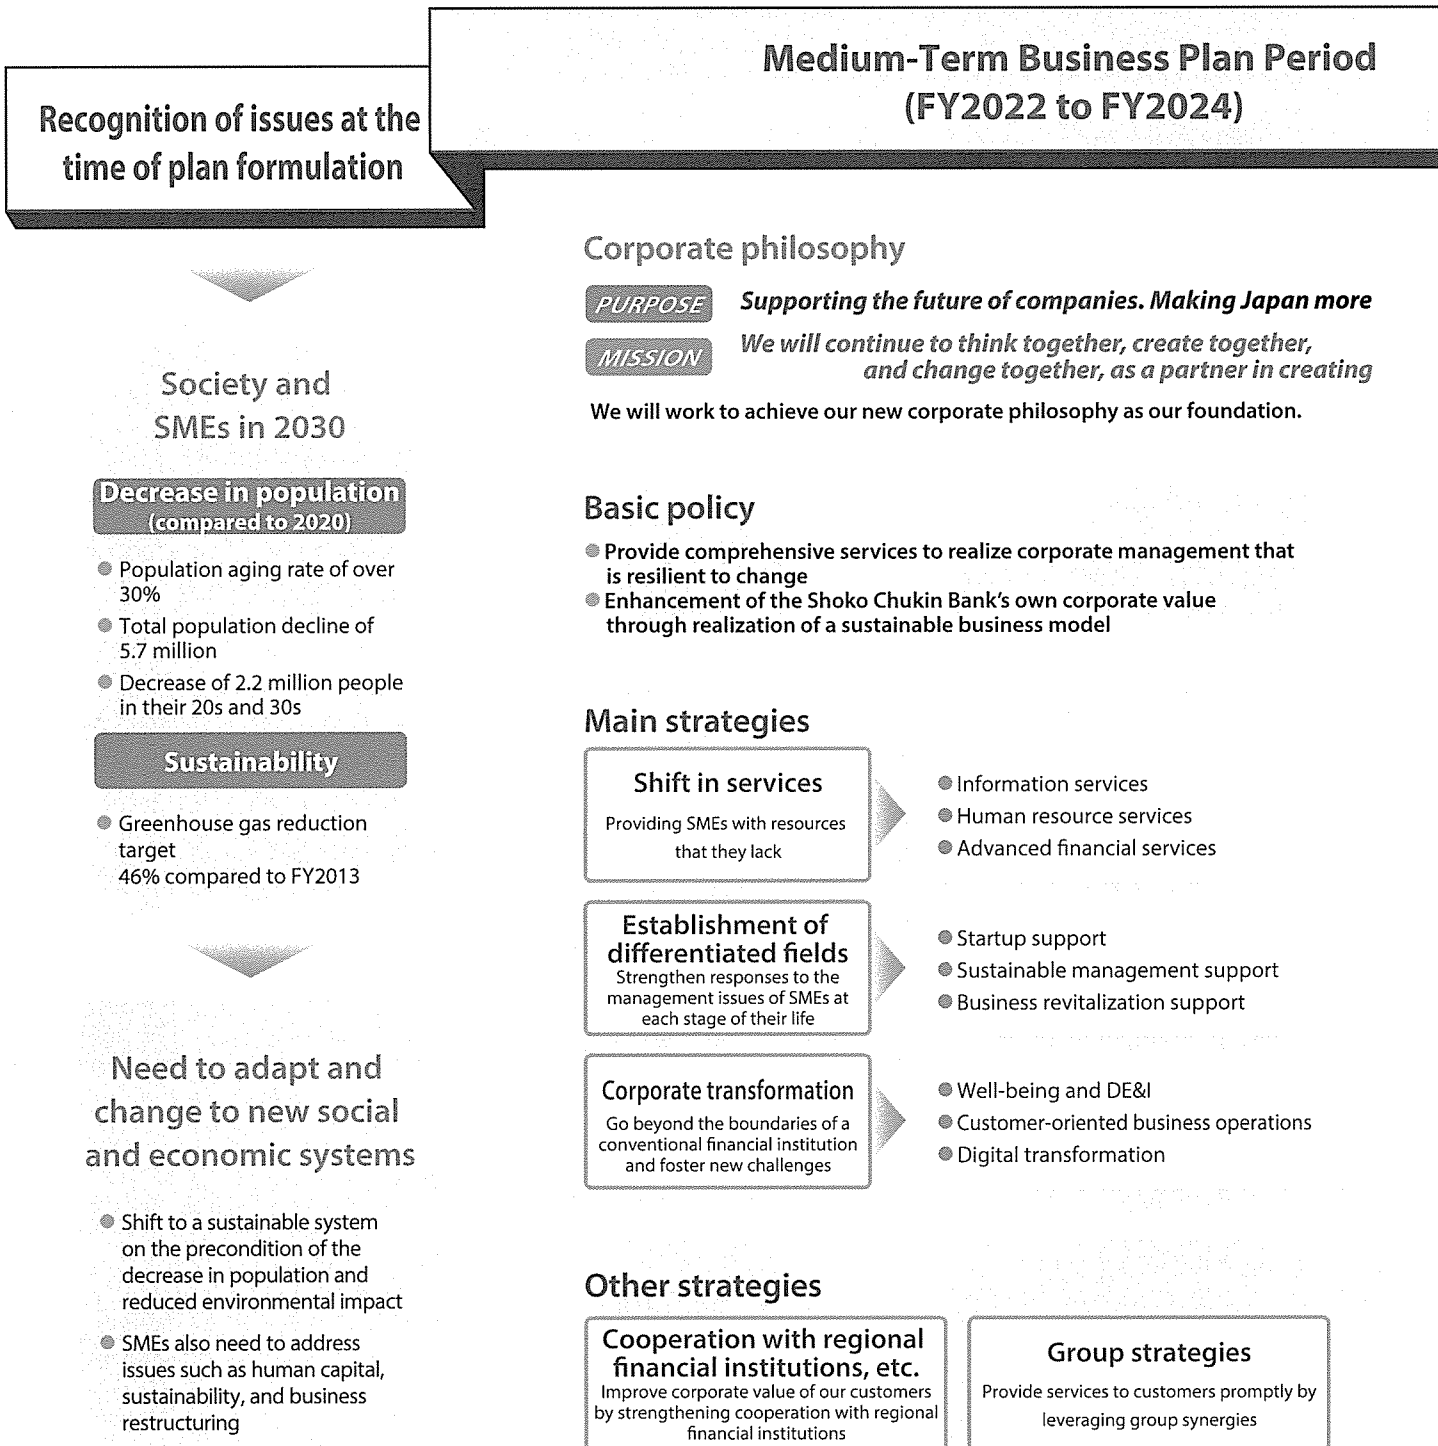 Recognition of issues at the
time of plan formulation
Medium-Term Business Plan Period
(FY2022 to FY2024)
Society and
SMEs in 2030
Decrease in population
(compared to 2020)
Population aging rate of over
30%
Total population decline of
5.7 million
Decrease of 2.2 million people
in their 20s and 30s
Sustainability
Greenhouse gas reduction
target
46% compared to FY2013
Need to adapt and
change to new social
and economic systems
Shift to a sustainable system
on the precondition of the
decrease in population and
reduced environmental impact
SMEs also need to address
issues such as human capital,
sustainability, and business
restructuring
Corporate philosophy
PURPOSE Supporting the future of companies. Making Japan more
MISSION We will continue to think together, create together,
and change together, as a partner in creating
We will work to achieve our new corporate philosophy as our foundation.
Basic policy
Provide comprehensive services to realize corporate management that
is resilient to change
Enhancement of the Shoko Chukin Bank's own corporate value
through realization of a sustainable business model
Main strategies
Shift in services
Providing SMEs with resources
that they lack
Information services
Human resource services
Advanced financial services
Establishment of
differentiated fields
Strengthen responses to the
management issues of SMEs at
each stage of their life
Startup support
Sustainable management support
Business revitalization support
Corporate transformation
Go beyond the boundaries of a
conventional financial institution
and foster new challenges
Well-being and DE&I
Customer-oriented business operations
Digital transformation
Other strategies
Cooperation with regional
financial institutions, etc.
Improve corporate value of our customers
by strengthening cooperation with regional
financial institutions
Group strategies
Provide services to customers promptly by
leveraging group synergies